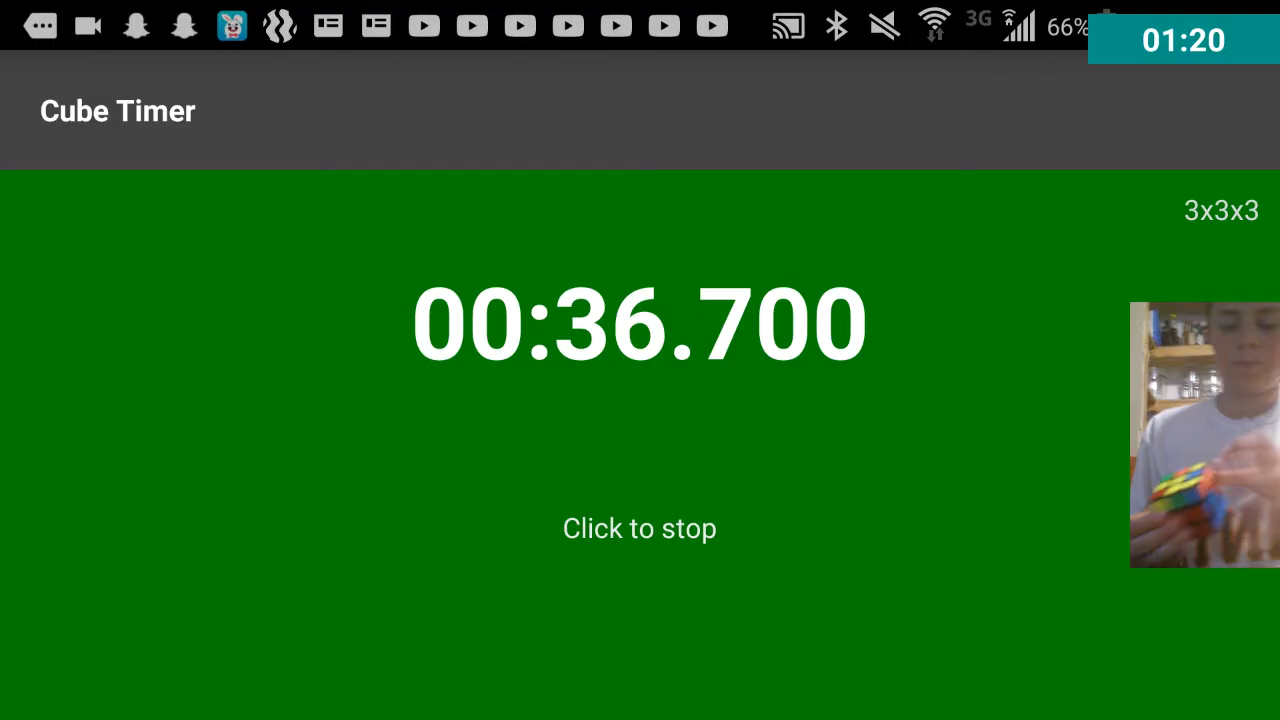 3G
66%
01:20
Cube Timer
3x3x3
00:36.700
Click to stop